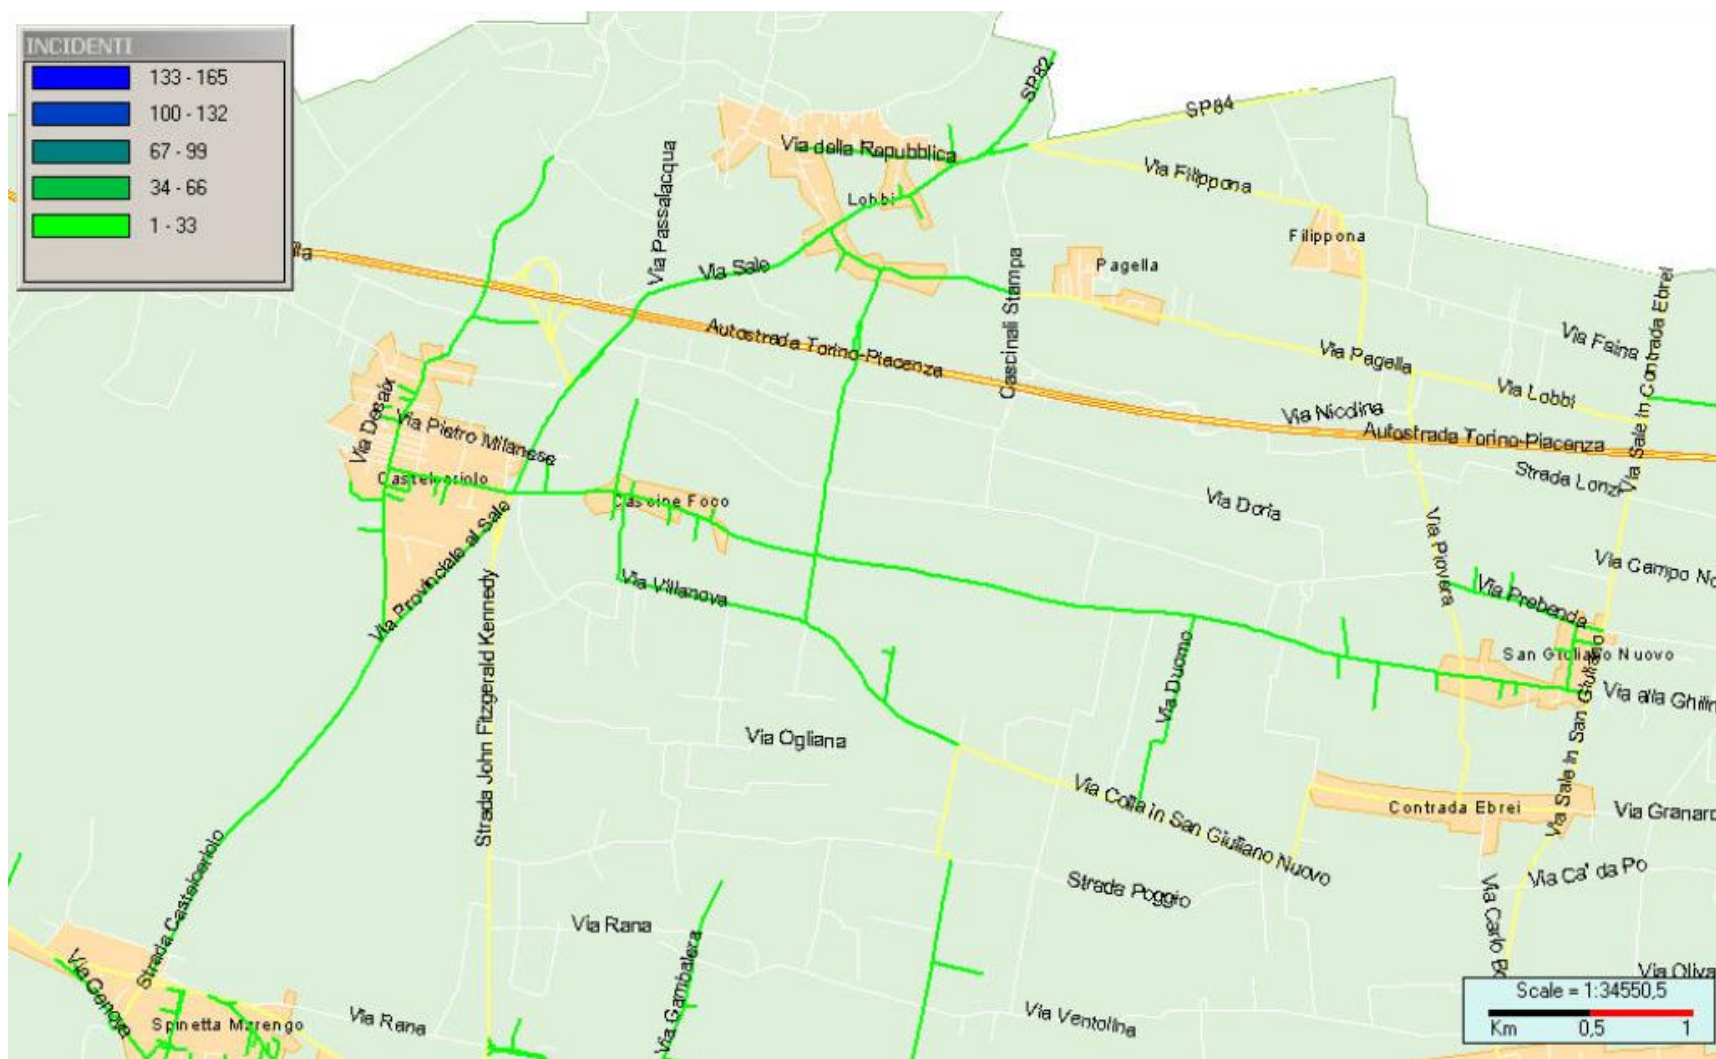 INCIDENTI
133 - 165
100 - 132
67 - 99
34 - 66
1 - 33
SP82
SP84
Via della Repubblica
Via Filippona
Via Passalacqua
Lobbi
Filippona
Pagella
Via Sale
Cascinali Stampa
Via Sale in Contrada Ebrei
Autostrada Torino-Piacenza
Via Faina
Via Pagella
Via Lobbi
Via Desaix
Via Nicolina
Via Pietro Milanese
Autostrada Torino-Piacenza
Castelceriolo
Strada Lonzi
Cascine Foco
Via Doria
Via Provinciale al Sale
Via Piovera
Via Campo No
Via Villanova
Via Prebenda
Strada John Fitzgerald Kennedy
San Giuliano Nuovo
Via Duomo
Via alla Ghilin
Via Sale in San Giuliano
Via Ogliana
Via Colla in San Giuliano Nuovo
Contrada Ebrei
Via Granaro
Strada Castelceriolo
Strada Poggio
Via Ca' da Po
Via Rana
Via Carlo Bo
Via Genova
Via Gambalera
Via Oliva
Spinetta Marengo
Via Rana
Via Ventolina
Scale = 1:34550,5
Km 0,5 1